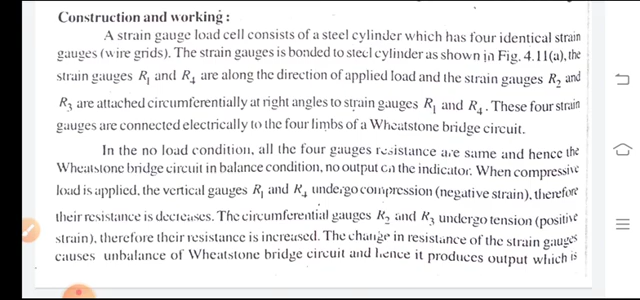 Construction and working :
A strain gauge load cell consists of a steel cylinder which has four identical strain
gauges (wire grids). The strain gauges is bonded to steel cylinder as shown in Fig. 4.11(a), the
strain gauges R₁ and R₄ are along the direction of applied load and the strain gauges R₂ and
R₃ are attached circumferentially at right angles to strain gauges R₁ and R₄. These four strain
gauges are connected electrically to the four limbs of a Wheatstone bridge circuit.
In the no load condition, all the four gauges resistance are same and hence the
Wheatstone bridge circuit in balance condition, no output on the indicator. When compressive
load is applied, the vertical gauges R₁ and R₄ undergo compression (negative strain), therefore
their resistance is decreases. The circumferential gauges R₂ and R₃ undergo tension (positive
strain), therefore their resistance is increased. The change in resistance of the strain gauges
causes unbalance of Wheatstone bridge circuit and hence it produces output which is